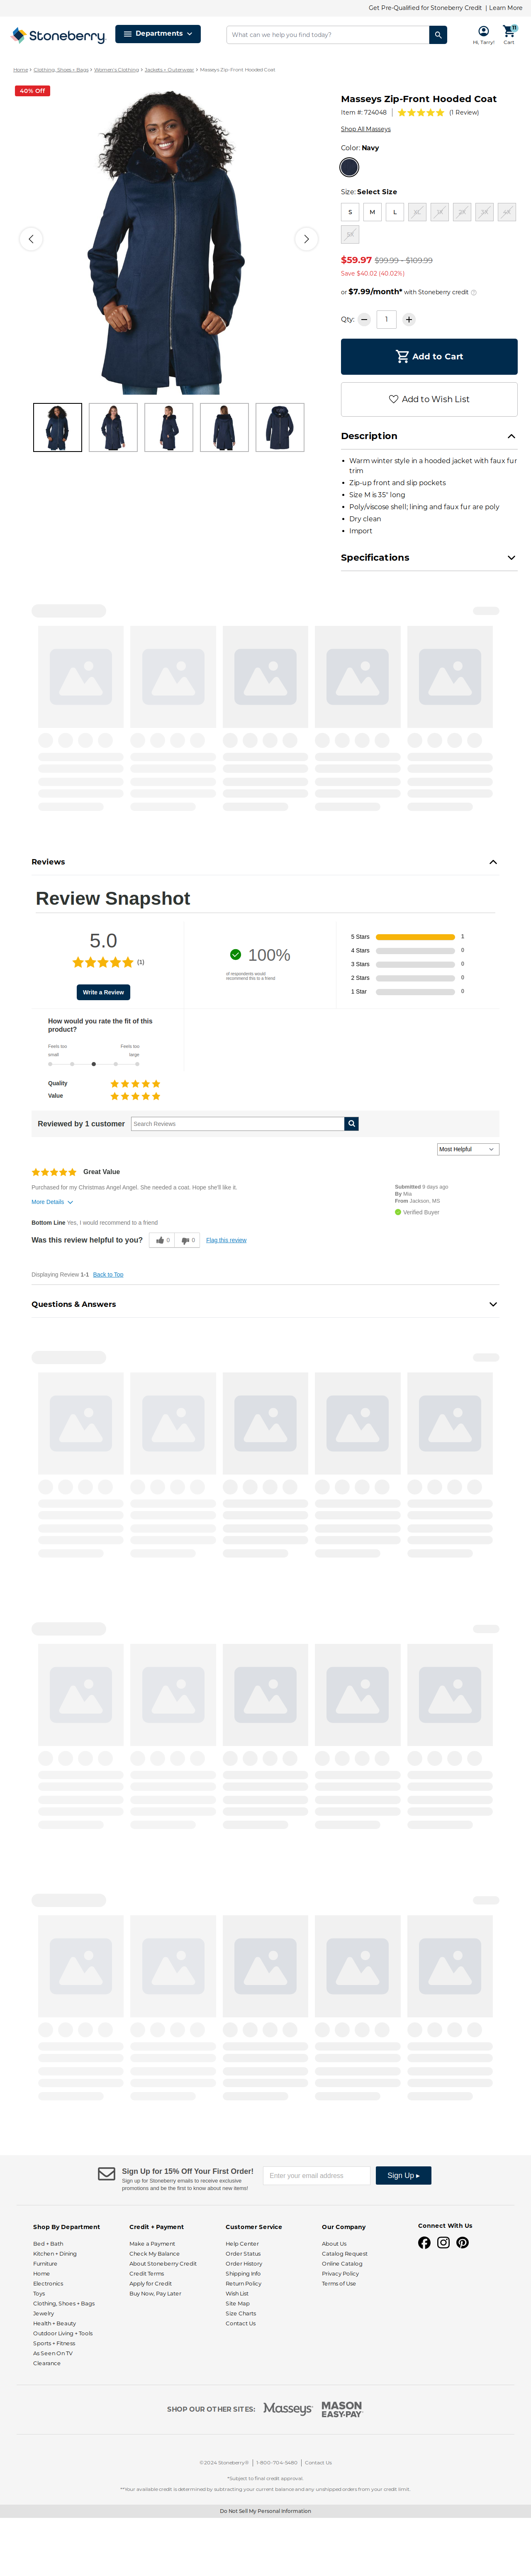 Get Pre-Qualified for Stoneberry Credit | Learn More
Stoneberry
Departments
What can we help you find today?
Hi, Terry!
11
Cart
Home > Clothing, Shoes + Bags > Women's Clothing > Jackets + Outerwear > Masseys Zip-Front Hooded Coat
40% Off
Masseys Zip-Front Hooded Coat
Item #: 724048 | (1 Review)
Shop All Masseys
Color: Navy
Size: Select Size
S M L XL 1X 2X 3X 4X
5X
$59.97 $99.99 - $109.99
Save $40.02 (40.02%)
or $7.99/month* with Stoneberry credit ?
Qty: − 1 +
Add to Cart
Add to Wish List
Description
• Warm winter style in a hooded jacket with faux fur
trim
• Zip-up front and slip pockets
• Size M is 35" long
• Poly/viscose shell; lining and faux fur are poly
• Dry clean
• Import
Specifications
Reviews
Review Snapshot
5.0
(1)
Write a Review
100%
of respondents would
recommend this to a friend
5 Stars 1
4 Stars 0
3 Stars 0
2 Stars 0
1 Star 0
How would you rate the fit of this
product?
Feels too
small
Feels too
large
Quality
Value
Reviewed by 1 customer
Search Reviews
Most Helpful
Great Value
Purchased for my Christmas Angel Angel. She needed a coat. Hope she'll like it.
More Details
Submitted 9 days ago
By Mia
From Jackson, MS
Verified Buyer
Bottom Line Yes, I would recommend to a friend
Was this review helpful to you? 0 0 Flag this review
Displaying Review 1-1 Back to Top
Questions & Answers
Sign Up for 15% Off Your First Order!
Sign up for Stoneberry emails to receive exclusive
promotions and be the first to know about new items!
Enter your email address
Sign Up ▸
Shop By Department
Bed + Bath
Kitchen + Dining
Furniture
Home
Electronics
Toys
Clothing, Shoes + Bags
Jewelry
Health + Beauty
Outdoor Living + Tools
Sports + Fitness
As Seen On TV
Clearance
Credit + Payment
Make a Payment
Check My Balance
About Stoneberry Credit
Credit Terms
Apply for Credit
Buy Now, Pay Later
Customer Service
Help Center
Order Status
Order History
Shipping Info
Return Policy
Wish List
Site Map
Size Charts
Contact Us
Our Company
About Us
Catalog Request
Online Catalog
Privacy Policy
Terms of Use
Connect With Us
SHOP OUR OTHER SITES:
Masseys
MASON
EASY-PAY
©2024 Stoneberry® | 1-800-704-5480 | Contact Us
*Subject to final credit approval.
**Your available credit is determined by subtracting your current balance and any unshipped orders from your credit limit.
Do Not Sell My Personal Information